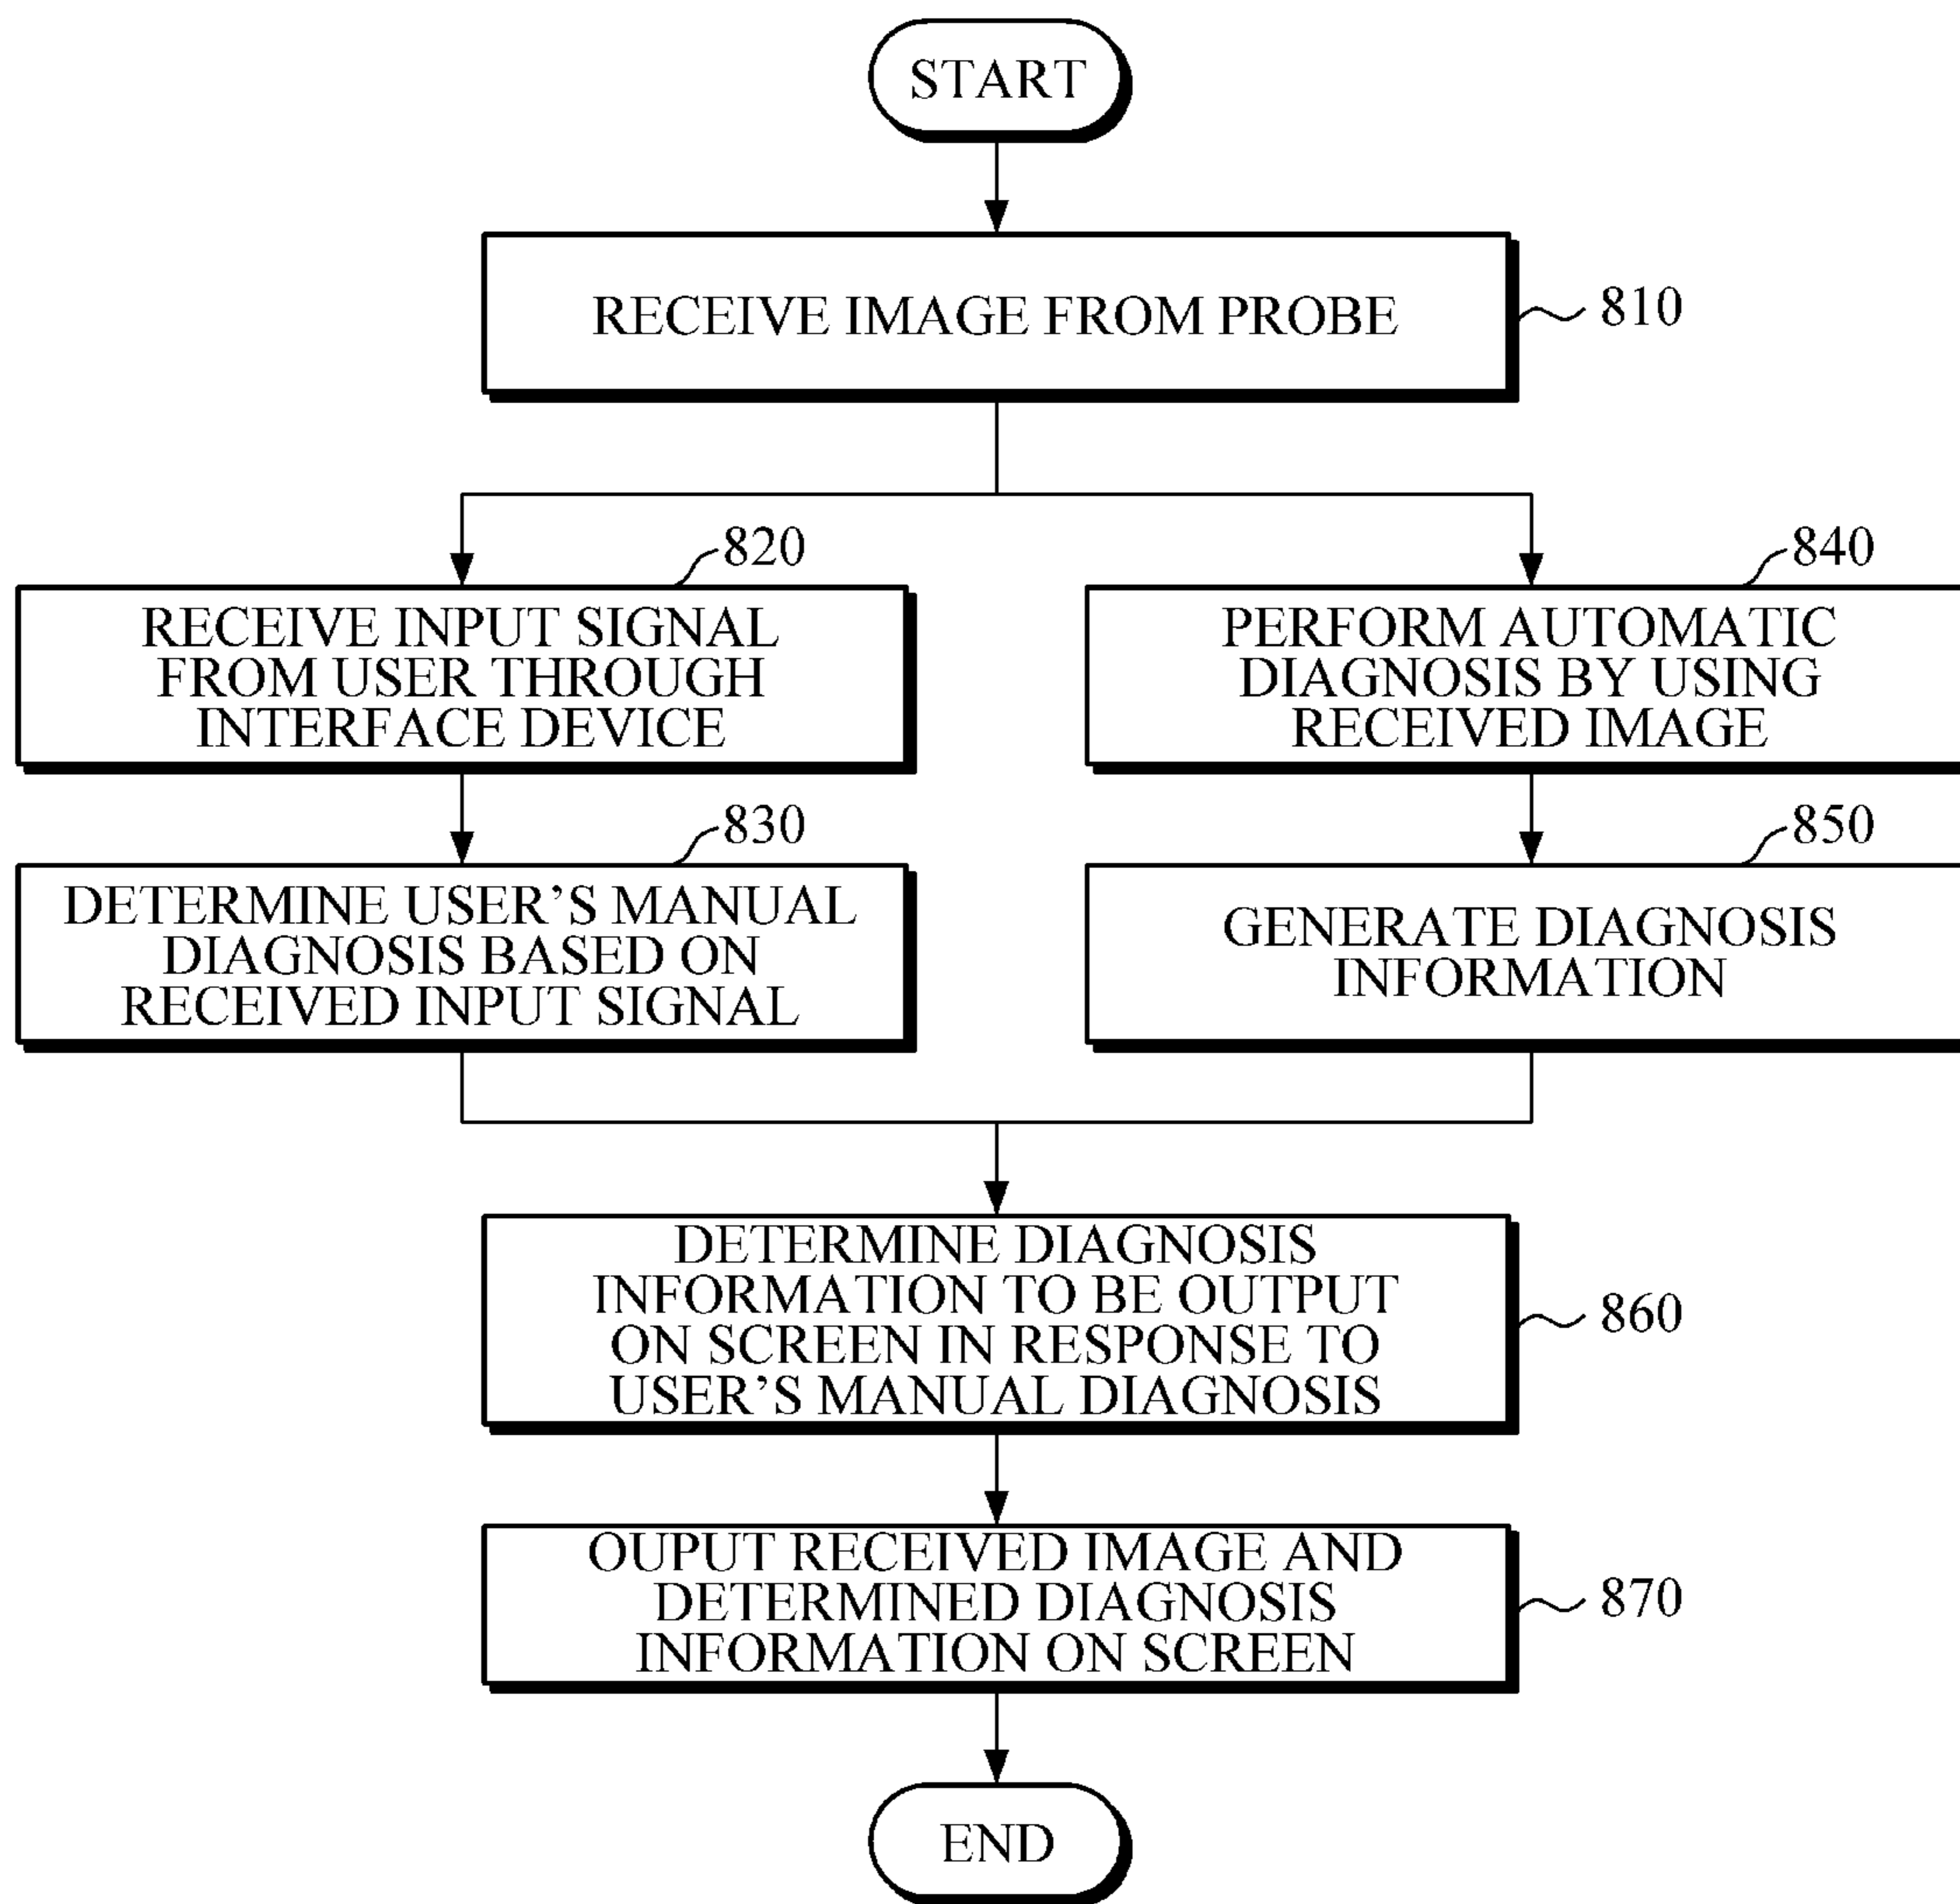 START
RECEIVE IMAGE FROM PROBE
810
820
RECEIVE INPUT SIGNAL
FROM USER THROUGH
INTERFACE DEVICE
830
DETERMINE USER’S MANUAL
DIAGNOSIS BASED ON
RECEIVED INPUT SIGNAL
840
PERFORM AUTOMATIC
DIAGNOSIS BY USING
RECEIVED IMAGE
850
GENERATE DIAGNOSIS
INFORMATION
DETERMINE DIAGNOSIS
INFORMATION TO BE OUTPUT
ON SCREEN IN RESPONSE TO
USER’S MANUAL DIAGNOSIS
860
OUPUT RECEIVED IMAGE AND
DETERMINED DIAGNOSIS
INFORMATION ON SCREEN
870
END